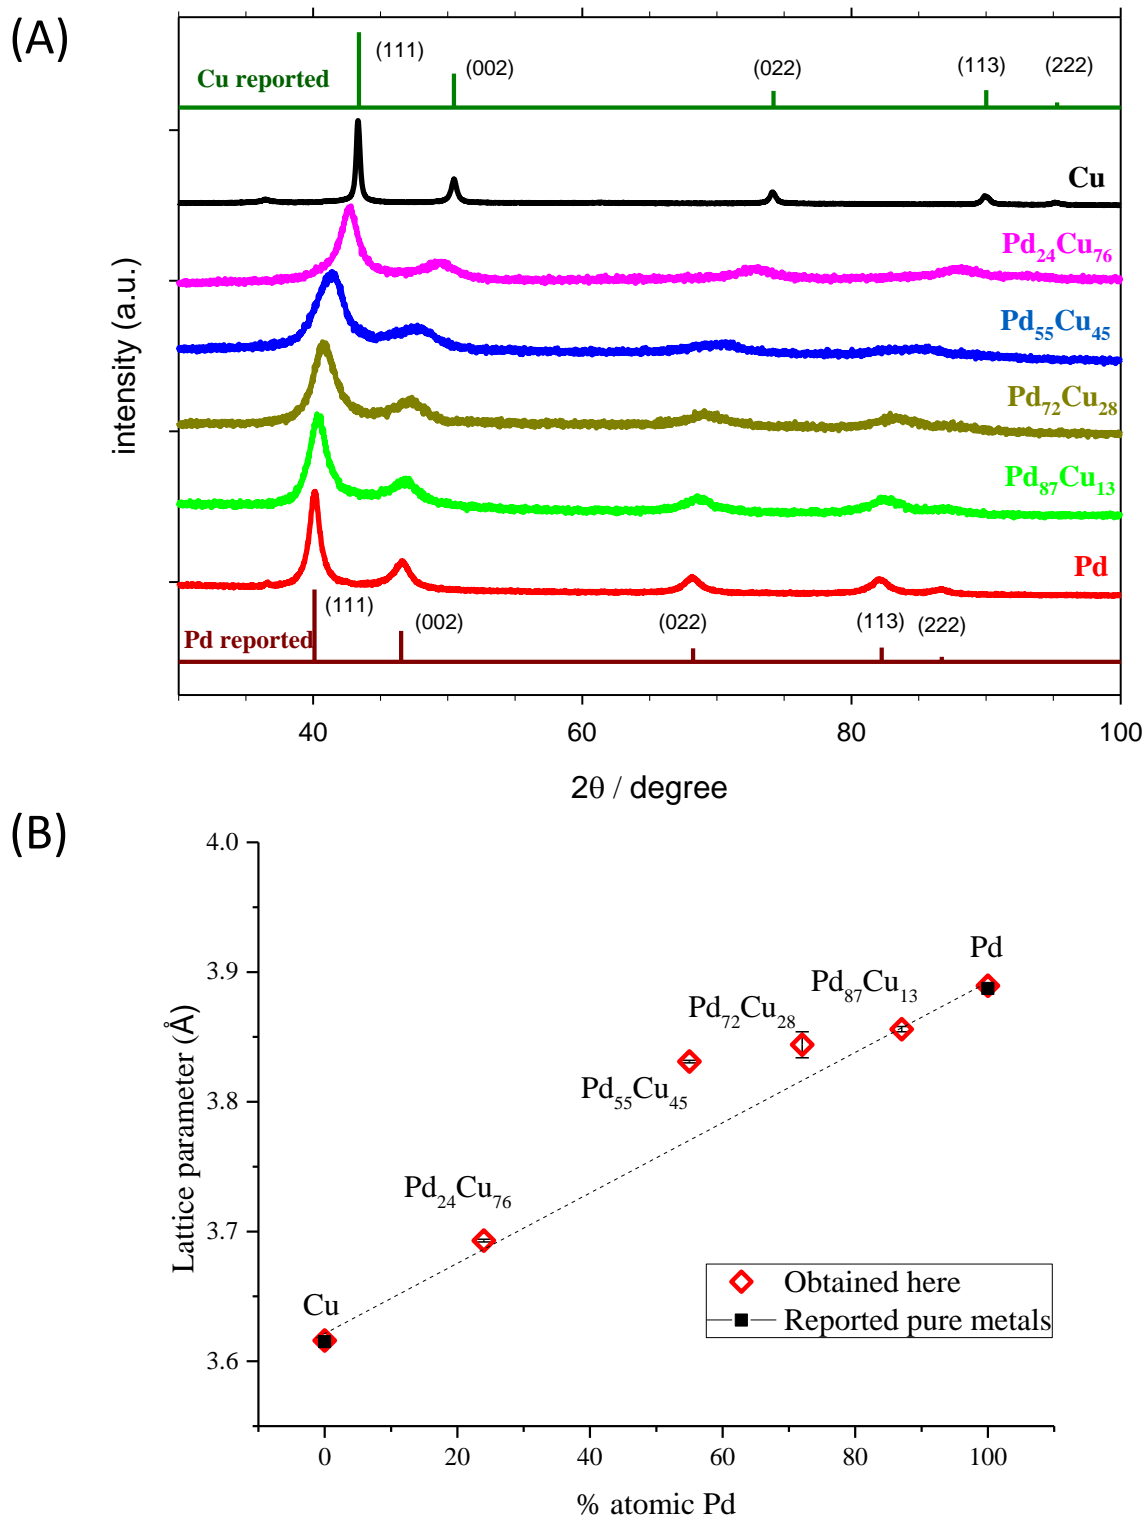 (A)
(111)
(002)
(022)
(113)
(222)
Cu reported
Cu
Pd₂₄Cu₇₆
Pd₅₅Cu₄₅
Pd₇₂Cu₂₈
Pd₈₇Cu₁₃
Pd
intensity (a.u.)
(111)
(002)
(022)
(113)
(222)
Pd reported
40
60
80
100
2θ / degree
(B)
4.0
3.9
3.8
3.7
3.6
Lattice parameter (Å)
Pd
Pd₈₇Cu₁₃
Pd₇₂Cu₂₈
Pd₅₅Cu₄₅
Pd₂₄Cu₇₆
Cu
Obtained here
Reported pure metals
0
20
40
60
80
100
% atomic Pd